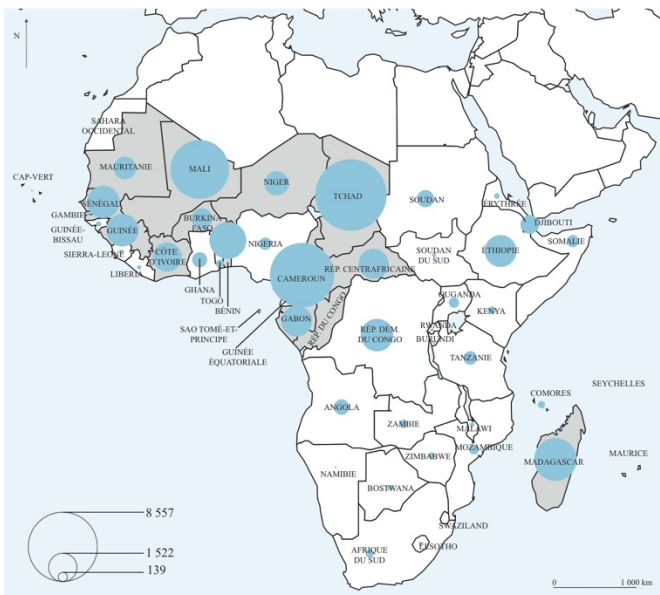 N
SAHARA
OCCIDENTAL
CAP-VERT
MAURITANIE
MALI
NIGER
TCHAD
SOUDAN
ÉRYTHRÉE
SÉNÉGAL
GAMBIE
GUINÉE-
BISSAU
GUINÉE
BURKINA
FASO
DJIBOUTI
SIERRA-LEONE
CÔTE
D'IVOIRE
NIGERIA
SOUDAN
DU SUD
ÉTHIOPIE
SOMALIE
LIBERIA
GHANA
TOGO
BÉNIN
CAMEROUN
RÉP. CENTRAFRICAINE
SAO TOMÉ-ET-
PRINCIPE
GABON
RÉP. DU CONGO
GUINÉE
ÉQUATORIALE
RÉP. DÉM.
DU CONGO
OUGANDA
KENYA
RWANDA
BURUNDI
TANZANIE
SEYCHELLES
COMORES
ANGOLA
ZAMBIE
MALAWI
MOZAMBIQUE
ZIMBABWE
MADAGASCAR
MAURICE
NAMIBIE
BOSTWANA
SWAZILAND
LESOTHO
AFRIQUE
DU SUD
8 557
1 522
139
0 1 000 km